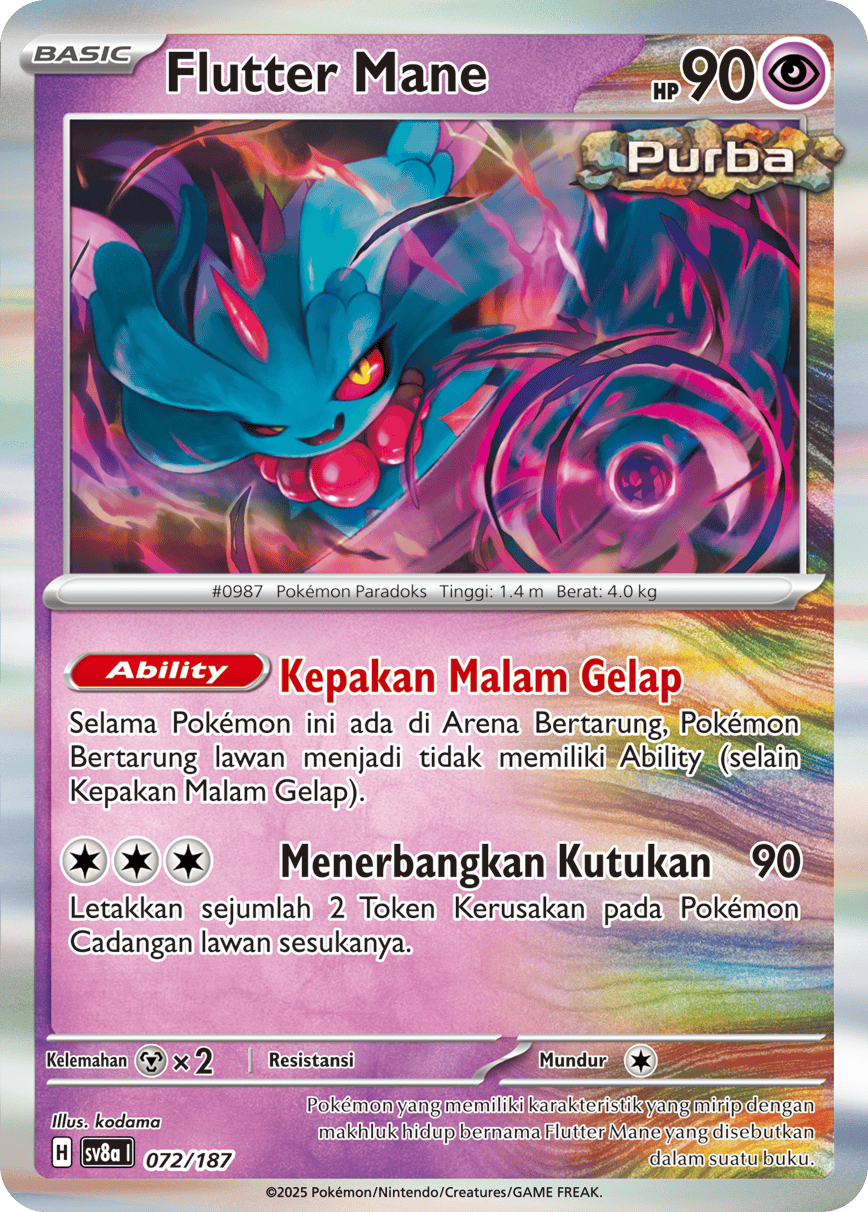 BASIC
Flutter Mane
HP 90
Purba
#0987 Pokémon Paradoks Tinggi: 1.4 m Berat: 4.0 kg
Ability Kepakan Malam Gelap
Selama Pokémon ini ada di Arena Bertarung, Pokémon
Bertarung lawan menjadi tidak memiliki Ability (selain
Kepakan Malam Gelap).
Menerbangkan Kutukan 90
Letakkan sejumlah 2 Token Kerusakan pada Pokémon
Cadangan lawan sesukanya.
Kelemahan ×2 Resistansi Mundur
Illus. kodama
Pokémon yang memiliki karakteristik yang mirip dengan
makhluk hidup bernama Flutter Mane yang disebutkan
dalam suatu buku.
H sv8a I 072/187
©2025 Pokémon/Nintendo/Creatures/GAME FREAK.